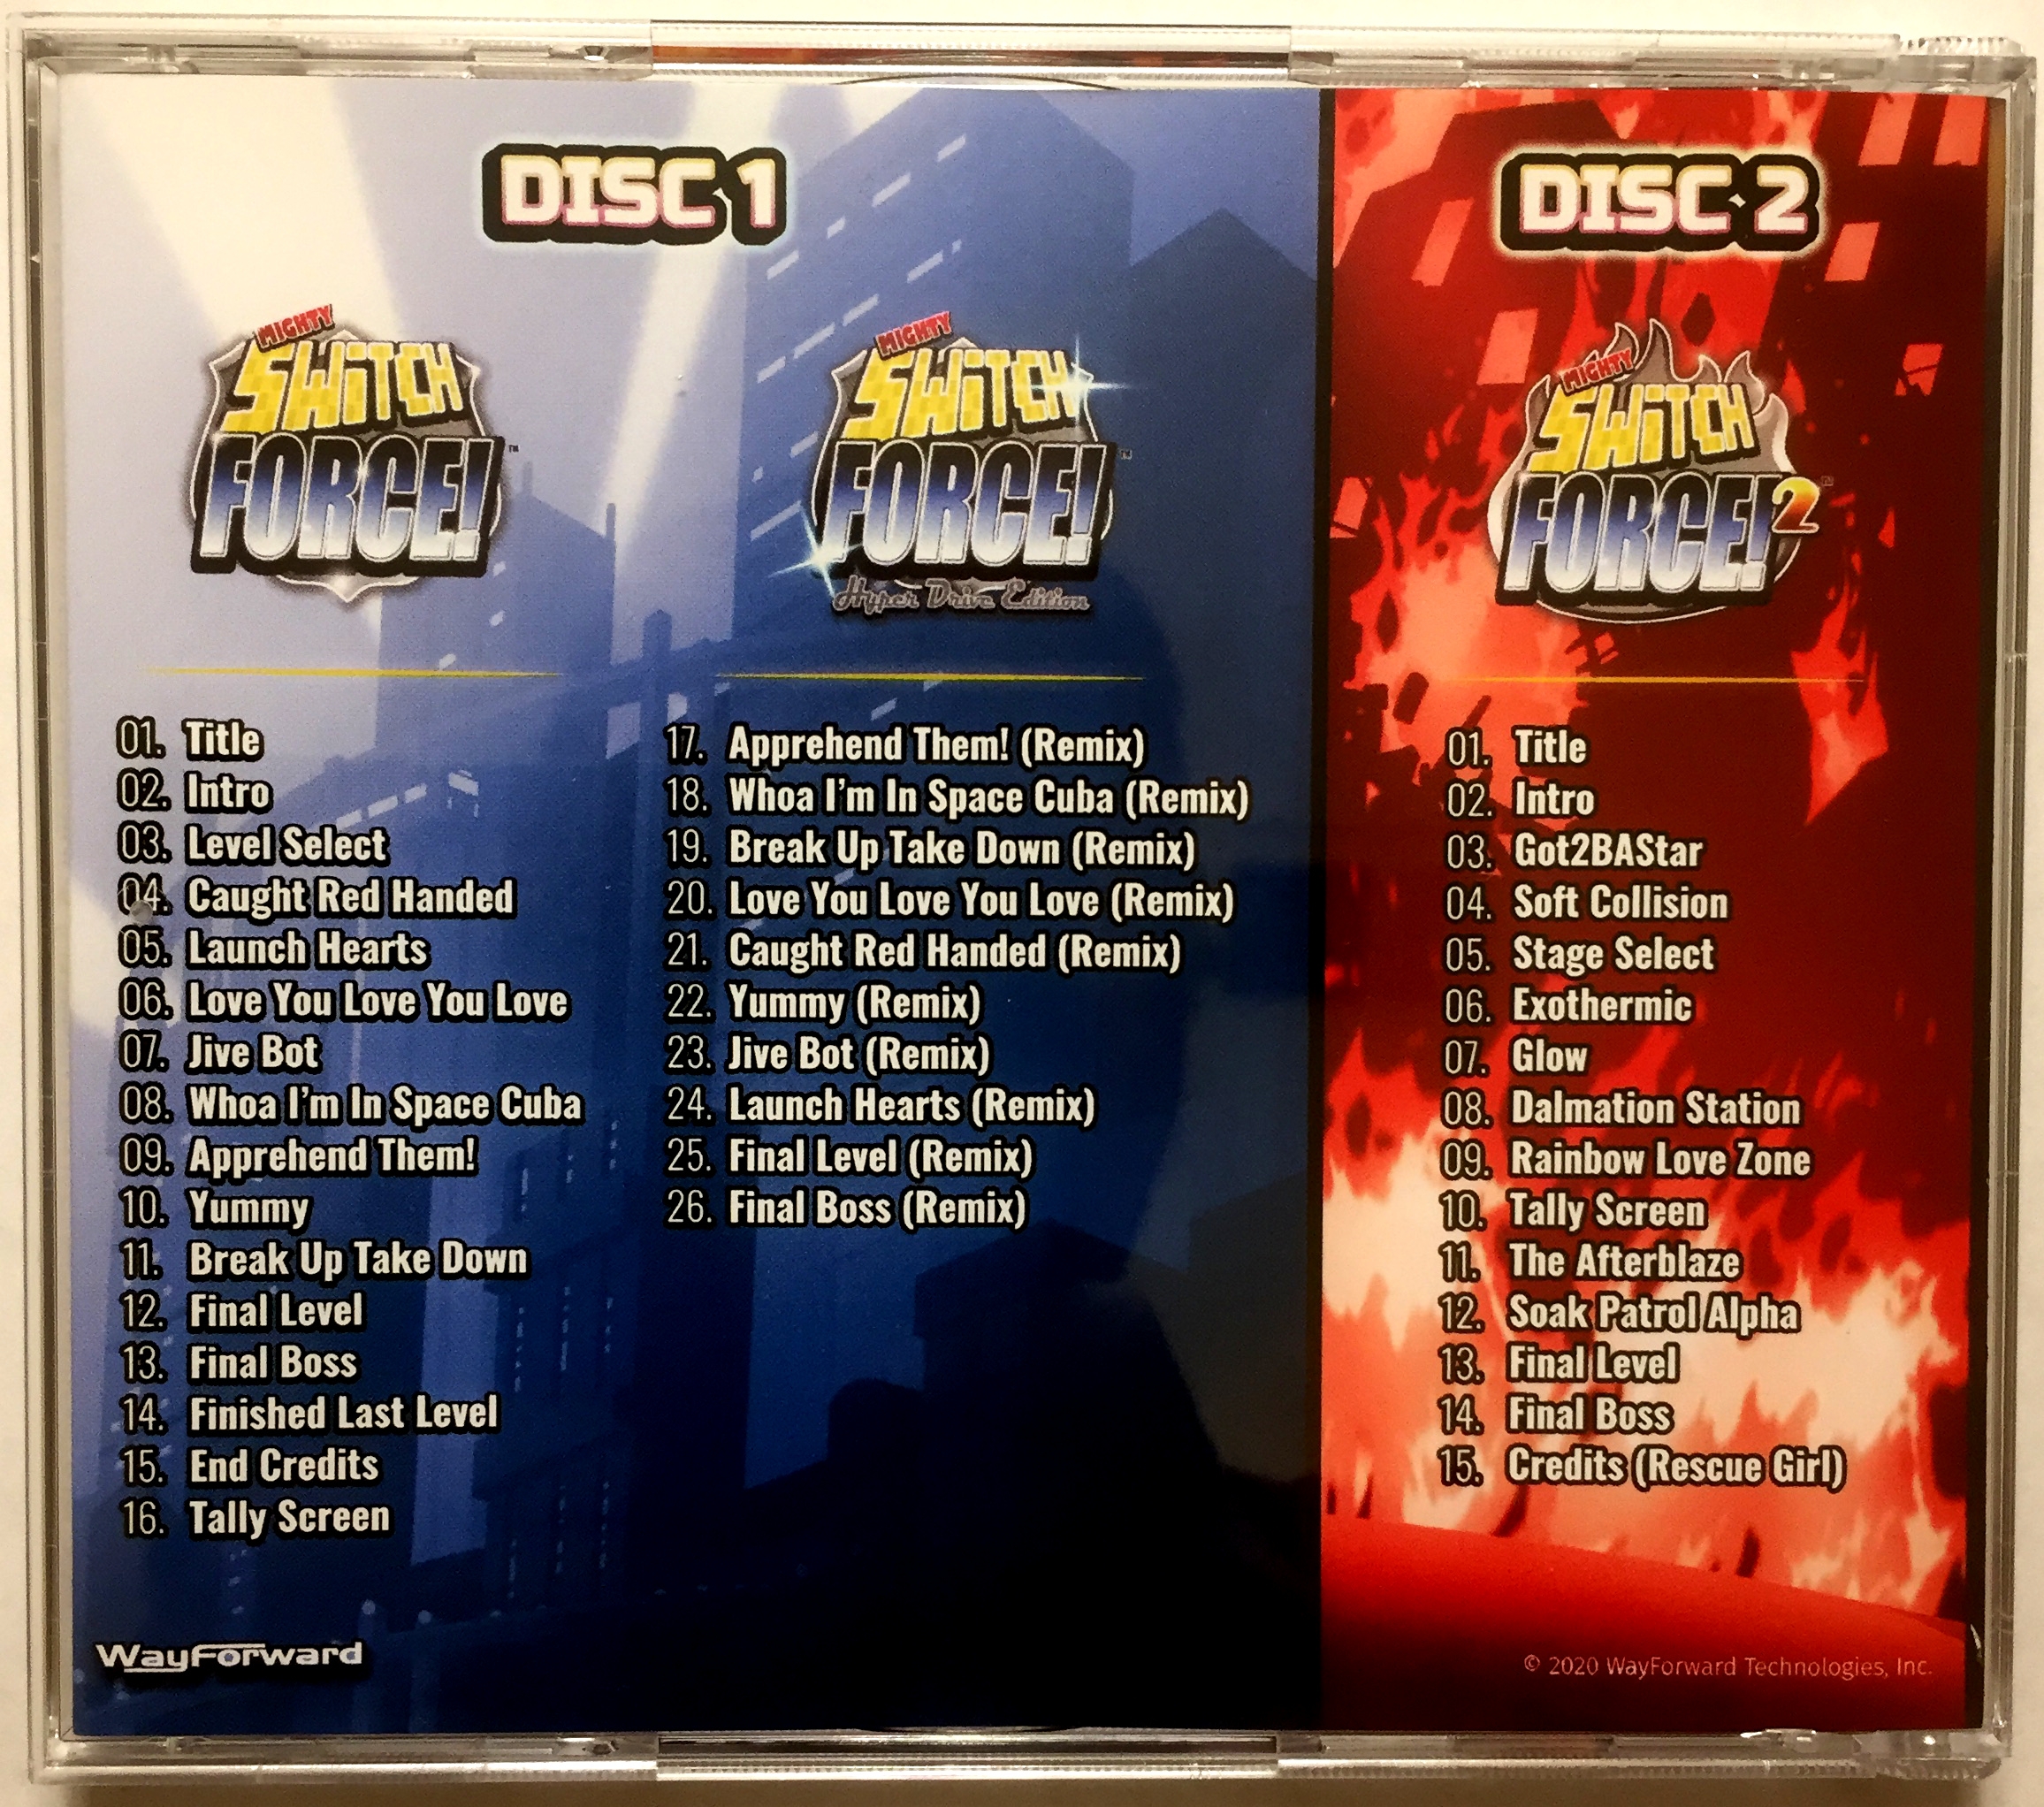 DISC 1
MIGHTY
SWITCH
FORCE!™
01. Title
02. Intro
03. Level Select
04. Caught Red Handed
05. Launch Hearts
06. Love You Love You Love
07. Jive Bot
08. Whoa I'm In Space Cuba
09. Apprehend Them!
10. Yummy
11. Break Up Take Down
12. Final Level
13. Final Boss
14. Finished Last Level
15. End Credits
16. Tally Screen
MIGHTY
SWITCH
FORCE!™
Hyper Drive Edition
17. Apprehend Them! (Remix)
18. Whoa I'm In Space Cuba (Remix)
19. Break Up Take Down (Remix)
20. Love You Love You Love (Remix)
21. Caught Red Handed (Remix)
22. Yummy (Remix)
23. Jive Bot (Remix)
24. Launch Hearts (Remix)
25. Final Level (Remix)
26. Final Boss (Remix)
DISC 2
MIGHTY
SWITCH
FORCE! 2™
01. Title
02. Intro
03. Got2BAStar
04. Soft Collision
05. Stage Select
06. Exothermic
07. Glow
08. Dalmation Station
09. Rainbow Love Zone
10. Tally Screen
11. The Afterblaze
12. Soak Patrol Alpha
13. Final Level
14. Final Boss
15. Credits (Rescue Girl)
WayForward
© 2020 WayForward Technologies, Inc.